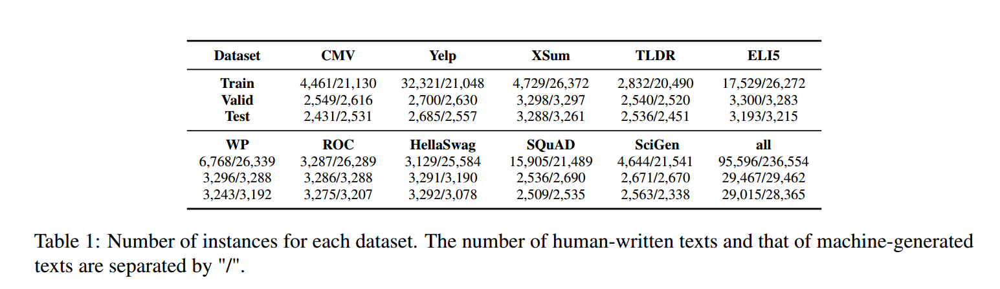 Dataset CMV Yelp XSum TLDR ELI5
Train 4,461/21,130 32,321/21,048 4,729/26,372 2,832/20,490 17,529/26,272
Valid 2,549/2,616 2,700/2,630 3,298/3,297 2,540/2,520 3,300/3,283
Test 2,431/2,531 2,685/2,557 3,288/3,261 2,536/2,451 3,193/3,215
WP ROC HellaSwag SQuAD SciGen all
6,768/26,339 3,287/26,289 3,129/25,584 15,905/21,489 4,644/21,541 95,596/236,554
3,296/3,288 3,286/3,288 3,291/3,190 2,536/2,690 2,671/2,670 29,467/29,462
3,243/3,192 3,275/3,207 3,292/3,078 2,509/2,535 2,563/2,338 29,015/28,365
Table 1: Number of instances for each dataset. The number of human-written texts and that of machine-generated
texts are separated by "/".